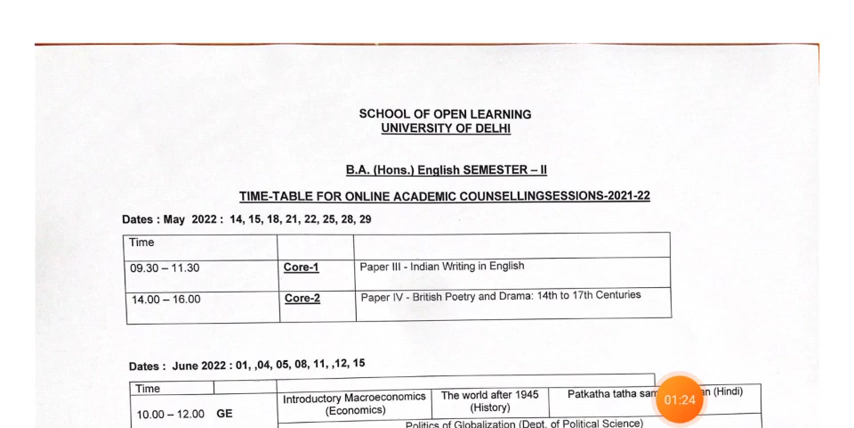 SCHOOL OF OPEN LEARNING
UNIVERSITY OF DELHI
B.A. (Hons.) English SEMESTER – II
TIME-TABLE FOR ONLINE ACADEMIC COUNSELLINGSESSIONS-2021-22
Dates : May 2022 : 14, 15, 18, 21, 22, 25, 28, 29
Time
09.30 – 11.30 Core-1 Paper III - Indian Writing in English
14.00 – 16.00 Core-2 Paper IV - British Poetry and Drama: 14th to 17th Centuries
Dates : June 2022 : 01, ,04, 05, 08, 11, ,12, 15
Time
10.00 – 12.00 GE
Introductory Macroeconomics
(Economics)
The world after 1945
(History)
Patkatha tatha (Hindi)
01:24
Politics of Globalization (Dept. of Political Science)